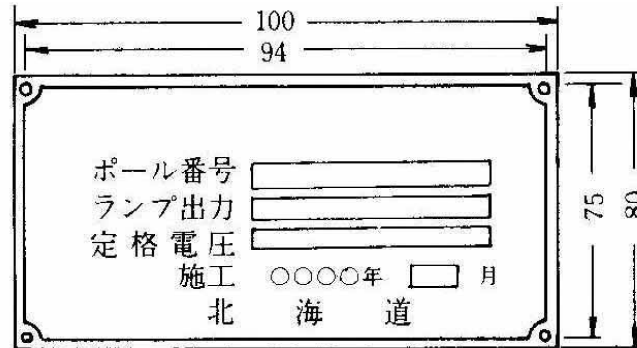 100
94
ポール番号
ランプ出力
定格電圧
施工 ○○○○年 月
北海道
75
80